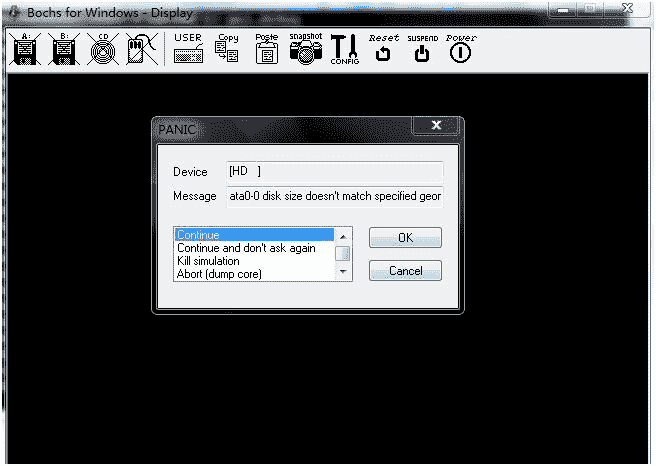 Bochs for Windows - Display
A:
B:
CD
USER
Copy
Poste
snapshot
CONFIG
Reset
SUSPEND
Power
PANIC
Device
[HD ]
Message
ata0-0 disk size doesn't match specified geor
Continue
Continue and don't ask again
Kill simulation
Abort (dump core)
OK
Cancel